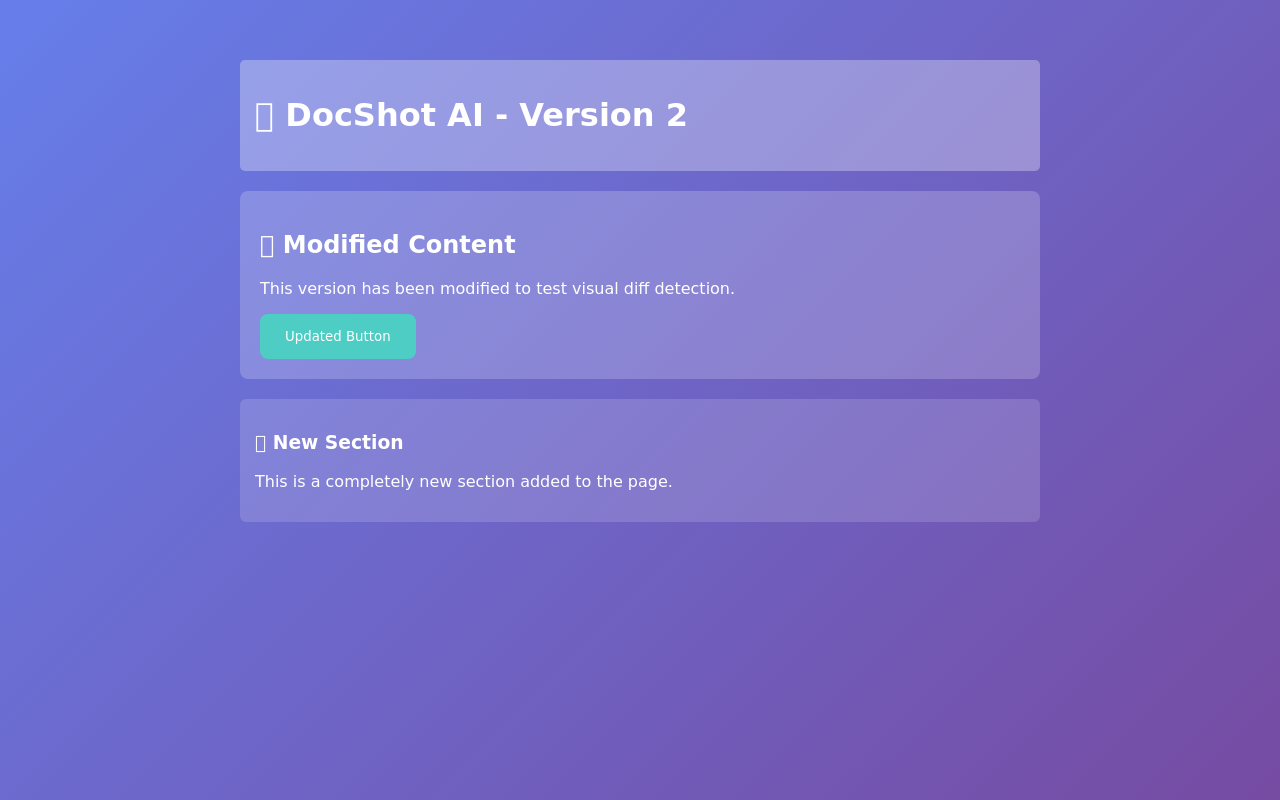 DocShot AI - Version 2
Modified Content
This version has been modified to test visual diff detection.
Updated Button
New Section
This is a completely new section added to the page.